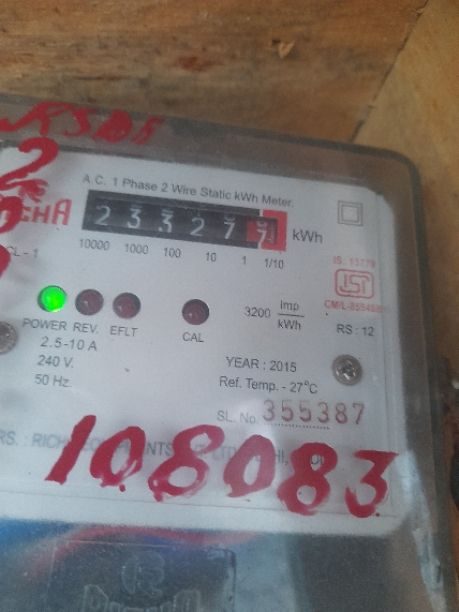 A.C. 1 Phase 2 Wire Static kWh Meter.
2 3 3 2 7 kWh
CL - 1 10000 1000 100 10 1 1/10
IS : 13779
ISI
3200 Imp/kWh
RS : 12
POWER REV. EFLT CAL
2.5-10 A
240 V.
50 Hz.
YEAR : 2015
Ref. Temp. - 27°C
SL. No. 355387
108083